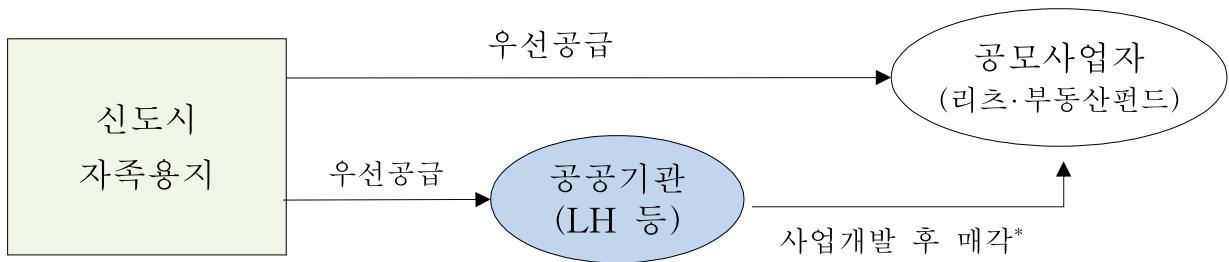 우선공급
공모사업자
(리츠·부동산펀드)
신도시
자족용지
우선공급
공공기관
(LH 등)
사업개발 후 매각*